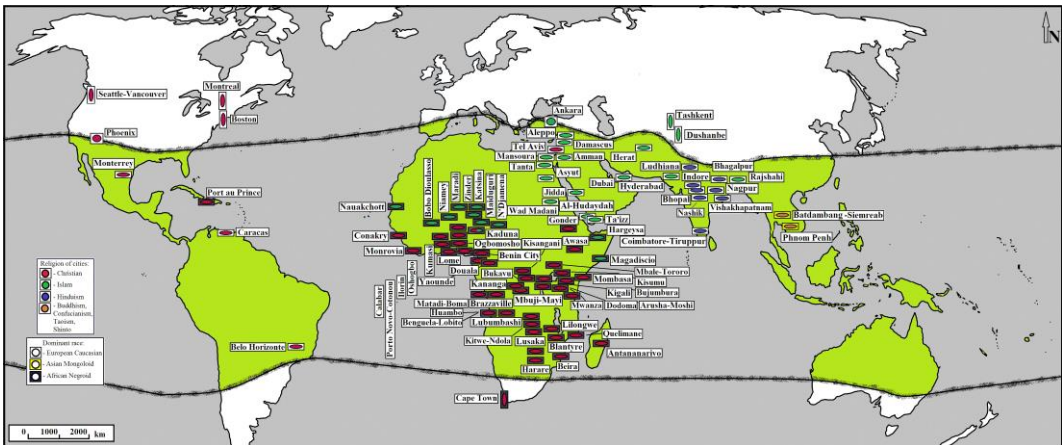 N
Seattle-Vancouver
Montreal
Boston
Phoenix
Monterrey
Port au Prince
Caracas
Belo Horizonte
Ankara
Aleppo
Tel Avis
Mansoura
Tanta
Damascus
Amman
Asyut
Tashkent
Dushanbe
Herat
Dubai
Ludhiana
Bhagalpur
Hyderabad
Indore
Rajshahi
Nagpur
Bhopal
Vishakhapatnam
Nashik
Coimbatore-Tiruppur
Batdambang -Siemreab
Phnom Penh
Jidda
Al-Hudaydah
Wad Madani
Ta'izz
Gonder
Hargeysa
Awasa
Magadiscio
Nauakchott
Bobo Dioulasso
Niamey
Maradi
Zinder
Katsina
Maiduguru
N'Djamena
Kaduna
Conakry
Monrovia
Ogbomosho
Kisangani
Kumasi
Lome
Benin City
Oshogbo
Ilorin
Douala
Yaounde
Calabar
Porto Novo-Cotonou
Bukavu
Kananga
Matadi-Boma
Brazzaville
Mbuji-Mayi
Mbale-Tororo
Mombasa
Kisumu
Kigali
Bujumbura
Mwanza
Dodoma
Arusha-Moshi
Huambo
Benguela-Lobito
Lubumbashi
Lilongwe
Quelimane
Kitwe-Ndola
Lusaka
Blantyre
Antananarivo
Harare
Beira
Cape Town
Religion of cities:
- Christian
- Islam
- Hinduism
- Buddhism,
Confucianism,
Taoism,
Shinto
Dominant race:
- European Caucasian
- Asian Mongoloid
- African Negroid
0 1000 2000 km